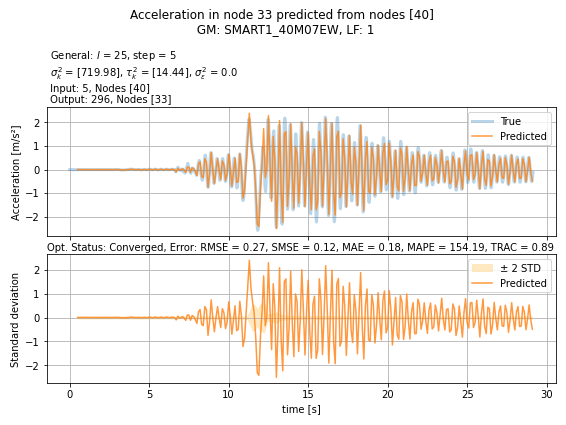 Acceleration in node 33 predicted from nodes [40]
GM: SMART1_40M07EW, LF: 1
General: l = 25, step = 5
σ²ₖ = [719.98], τ²ₖ = [14.44], σ²ε = 0.0
Input: 5, Nodes [40]
Output: 296, Nodes [33]
Acceleration [m/s²]
2
1
0
−1
−2
True
Predicted
Opt. Status: Converged, Error: RMSE = 0.27, SMSE = 0.12, MAE = 0.18, MAPE = 154.19, TRAC = 0.89
Standard deviation
2
1
0
−1
−2
± 2 STD
Predicted
0 5 10 15 20 25 30
time [s]